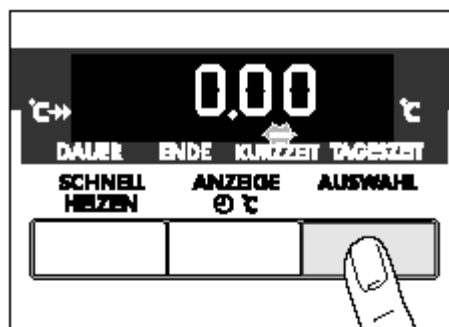 0.00
°C→→ °C
DAUER ENDE KURZZEIT TAGESZEIT
SCHNELL ANZEIGE AUSWAHL
HEIZEN °C